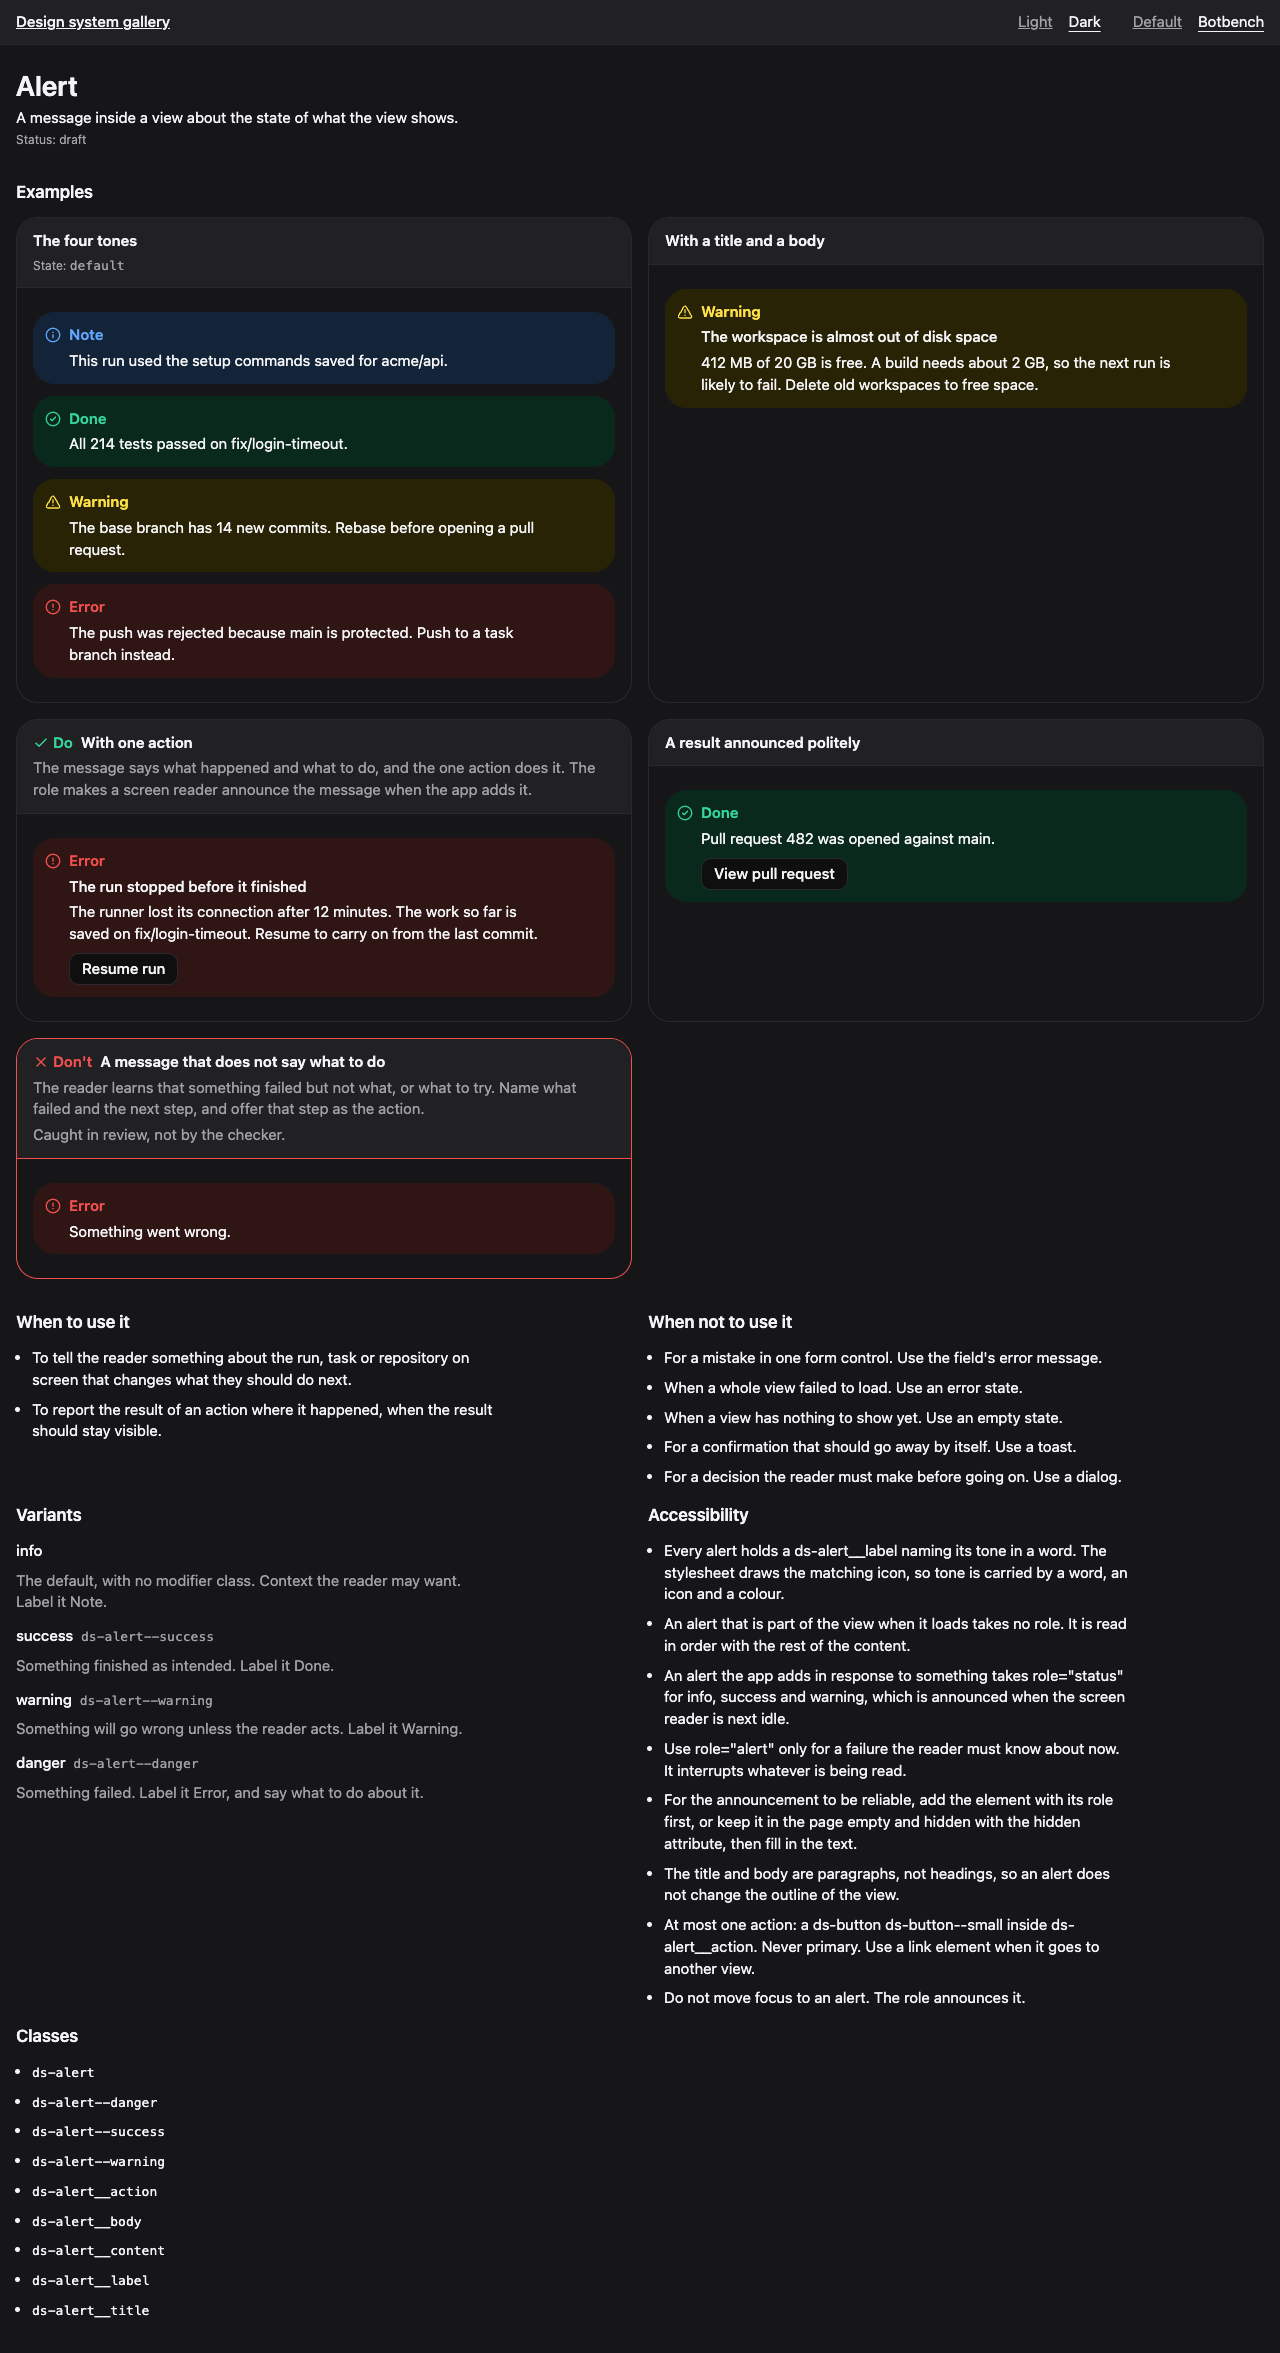 Design system gallery
Light Dark Default Botbench
Alert
A message inside a view about the state of what the view shows.
Status: draft
Examples
The four tones
State: default
Note
This run used the setup commands saved for acme/api.
Done
All 214 tests passed on fix/login-timeout.
Warning
The base branch has 14 new commits. Rebase before opening a pull
request.
Error
The push was rejected because main is protected. Push to a task
branch instead.
With a title and a body
Warning
The workspace is almost out of disk space
412 MB of 20 GB is free. A build needs about 2 GB, so the next run is
likely to fail. Delete old workspaces to free space.
Do With one action
The message says what happened and what to do, and the one action does it. The
role makes a screen reader announce the message when the app adds it.
Error
The run stopped before it finished
The runner lost its connection after 12 minutes. The work so far is
saved on fix/login-timeout. Resume to carry on from the last commit.
Resume run
A result announced politely
Done
Pull request 482 was opened against main.
View pull request
Don't A message that does not say what to do
The reader learns that something failed but not what, or what to try. Name what
failed and the next step, and offer that step as the action.
Caught in review, not by the checker.
Error
Something went wrong.
When to use it
• To tell the reader something about the run, task or repository on
screen that changes what they should do next.
• To report the result of an action where it happened, when the result
should stay visible.
When not to use it
• For a mistake in one form control. Use the field's error message.
• When a whole view failed to load. Use an error state.
• When a view has nothing to show yet. Use an empty state.
• For a confirmation that should go away by itself. Use a toast.
• For a decision the reader must make before going on. Use a dialog.
Variants
info
The default, with no modifier class. Context the reader may want.
Label it Note.
success ds-alert--success
Something finished as intended. Label it Done.
warning ds-alert--warning
Something will go wrong unless the reader acts. Label it Warning.
danger ds-alert--danger
Something failed. Label it Error, and say what to do about it.
Accessibility
• Every alert holds a ds-alert__label naming its tone in a word. The
stylesheet draws the matching icon, so tone is carried by a word, an
icon and a colour.
• An alert that is part of the view when it loads takes no role. It is read
in order with the rest of the content.
• An alert the app adds in response to something takes role="status"
for info, success and warning, which is announced when the screen
reader is next idle.
• Use role="alert" only for a failure the reader must know about now.
It interrupts whatever is being read.
• For the announcement to be reliable, add the element with its role
first, or keep it in the page empty and hidden with the hidden
attribute, then fill in the text.
• The title and body are paragraphs, not headings, so an alert does
not change the outline of the view.
• At most one action: a ds-button ds-button--small inside ds-
alert__action. Never primary. Use a link element when it goes to
another view.
• Do not move focus to an alert. The role announces it.
Classes
• ds-alert
• ds-alert--danger
• ds-alert--success
• ds-alert--warning
• ds-alert__action
• ds-alert__body
• ds-alert__content
• ds-alert__label
• ds-alert__title